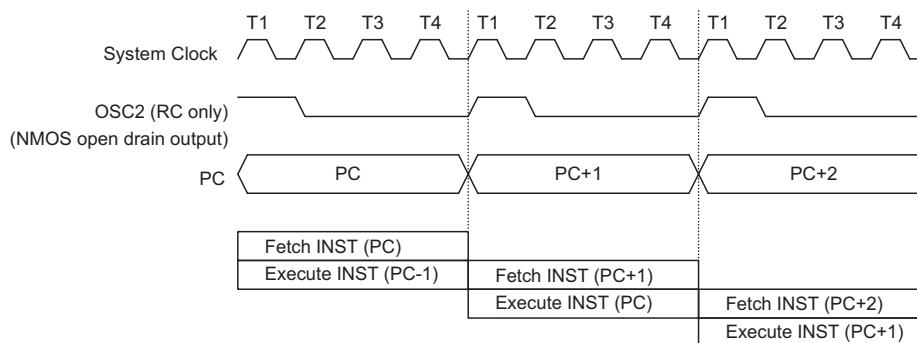 T1 T2 T3 T4 T1 T2 T3 T4 T1 T2 T3 T4
System Clock
OSC2 (RC only)
(NMOS open drain output)
PC PC PC+1 PC+2
Fetch INST (PC)
Execute INST (PC-1) Fetch INST (PC+1)
Execute INST (PC) Fetch INST (PC+2)
Execute INST (PC+1)